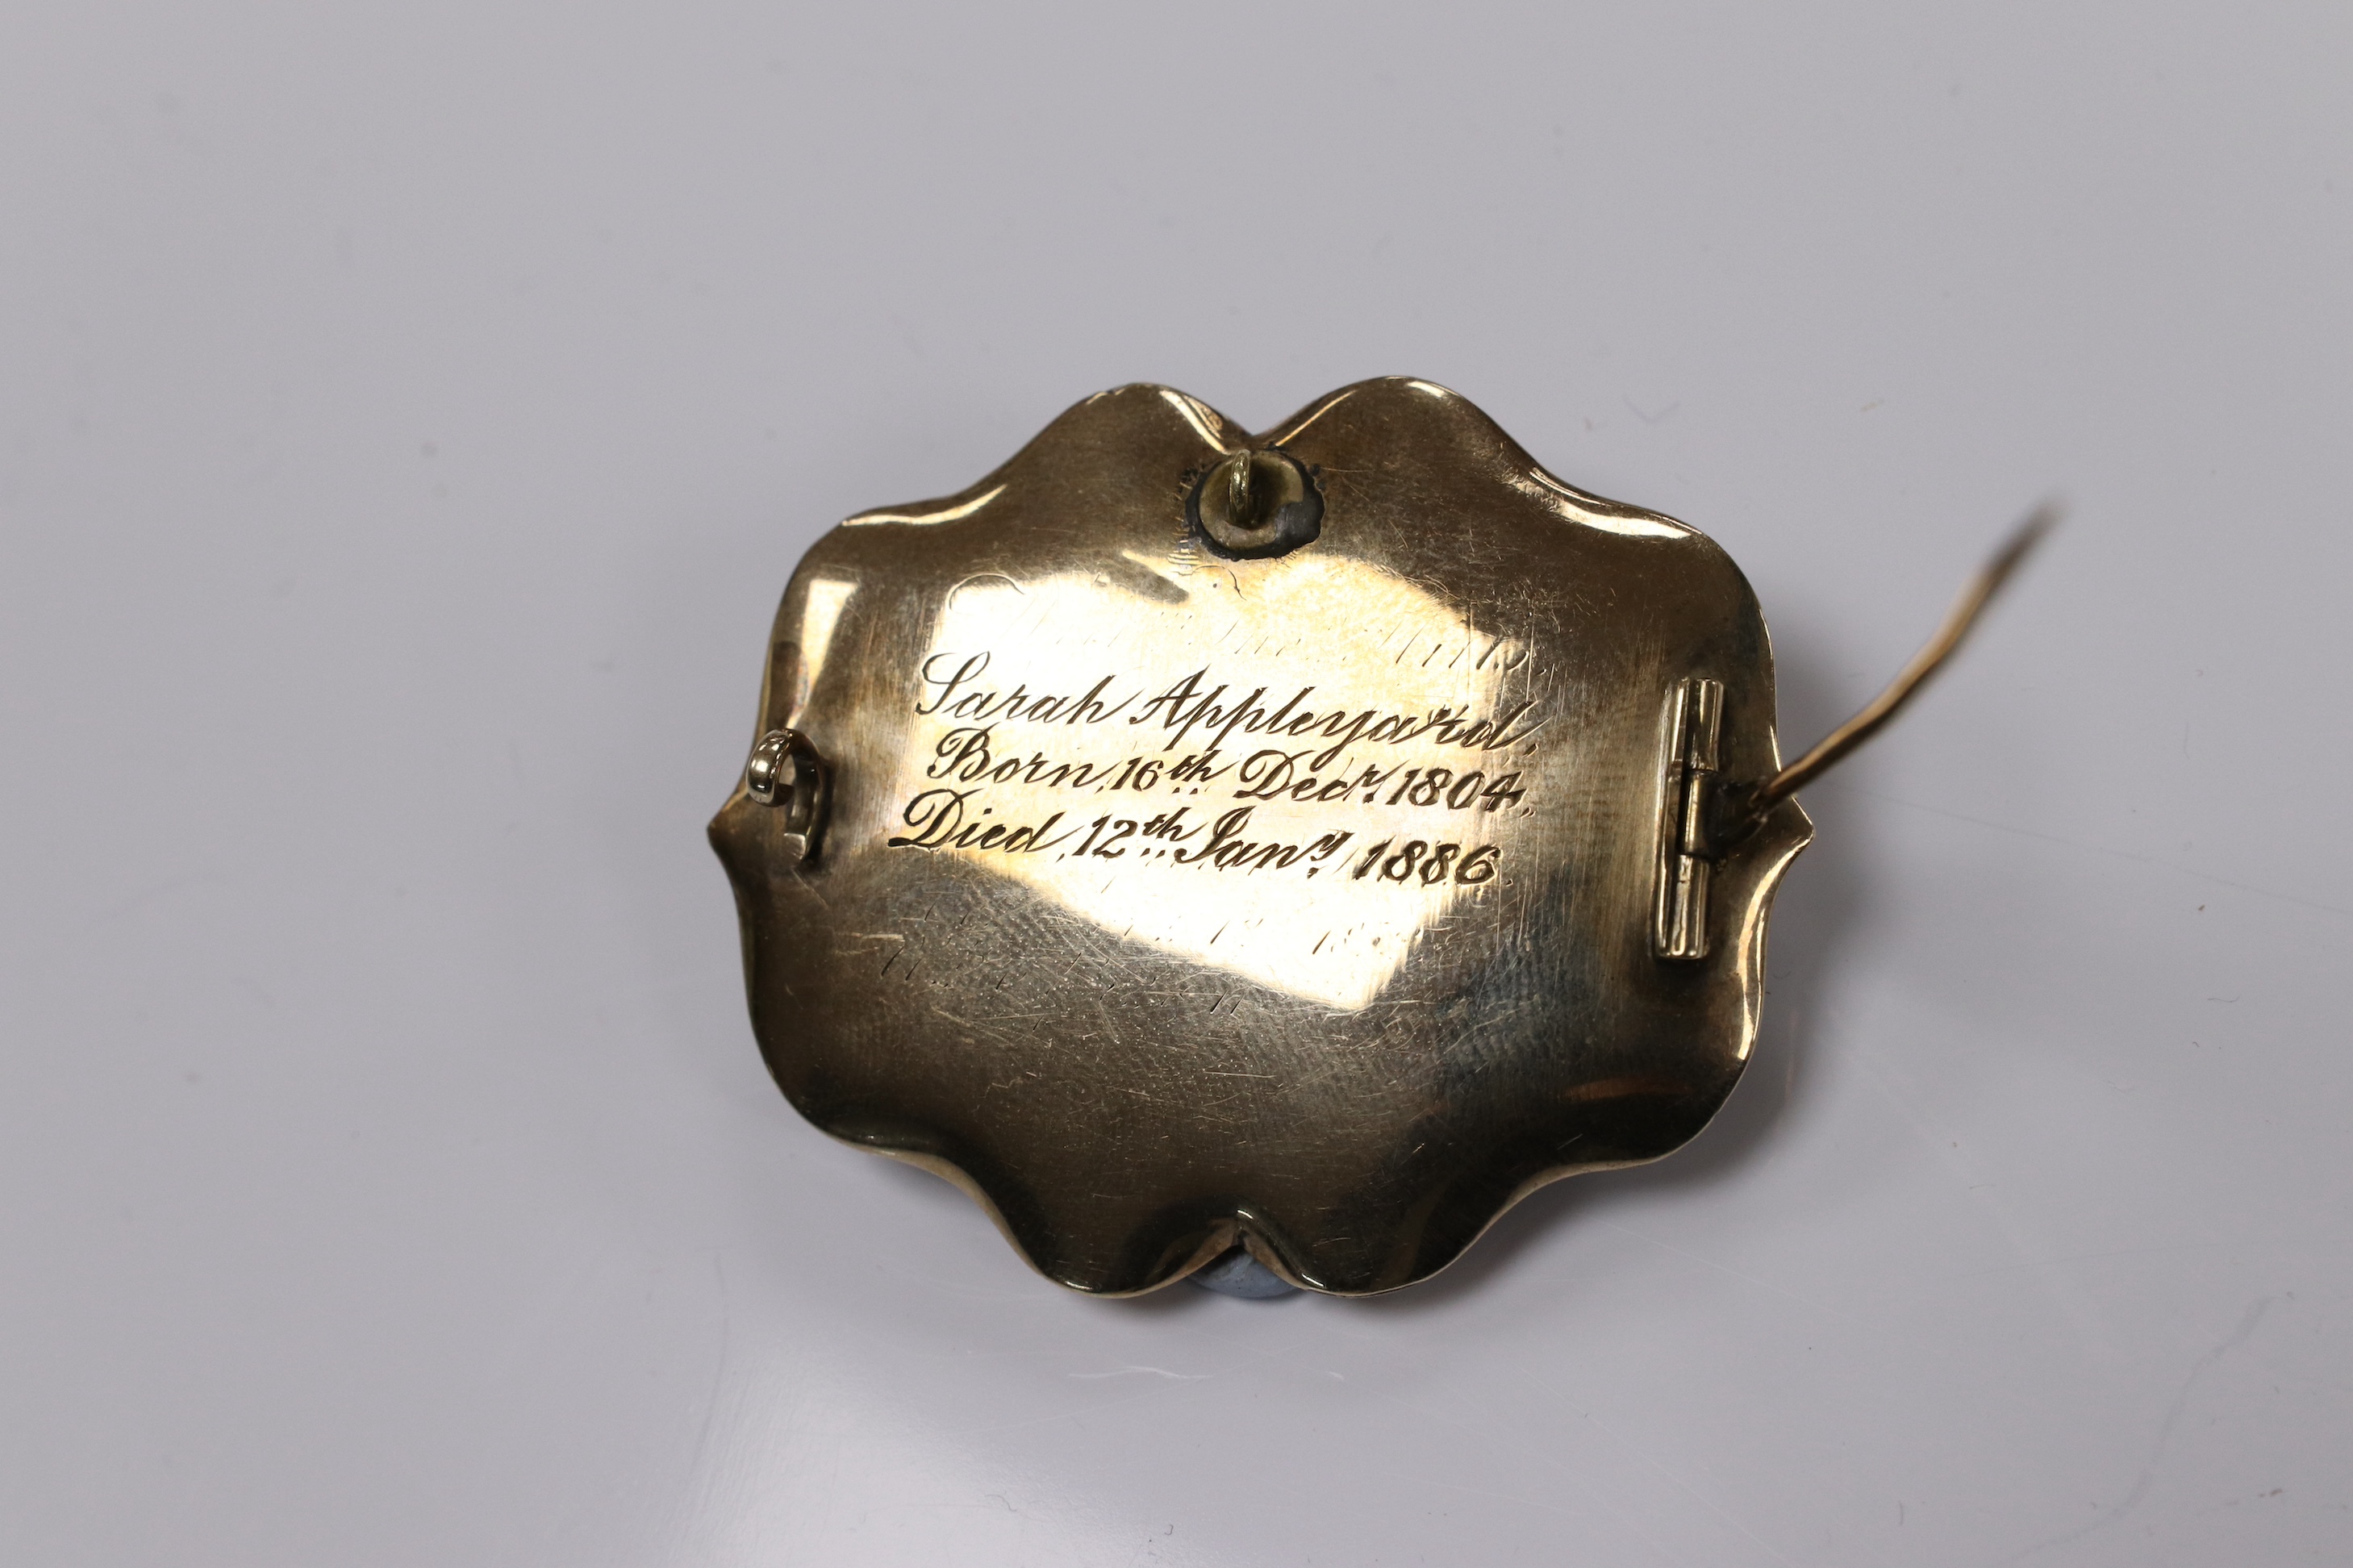 Sarah Appleyard.
Born 16th Decr. 1804.
Died 12th Jany. 1886.